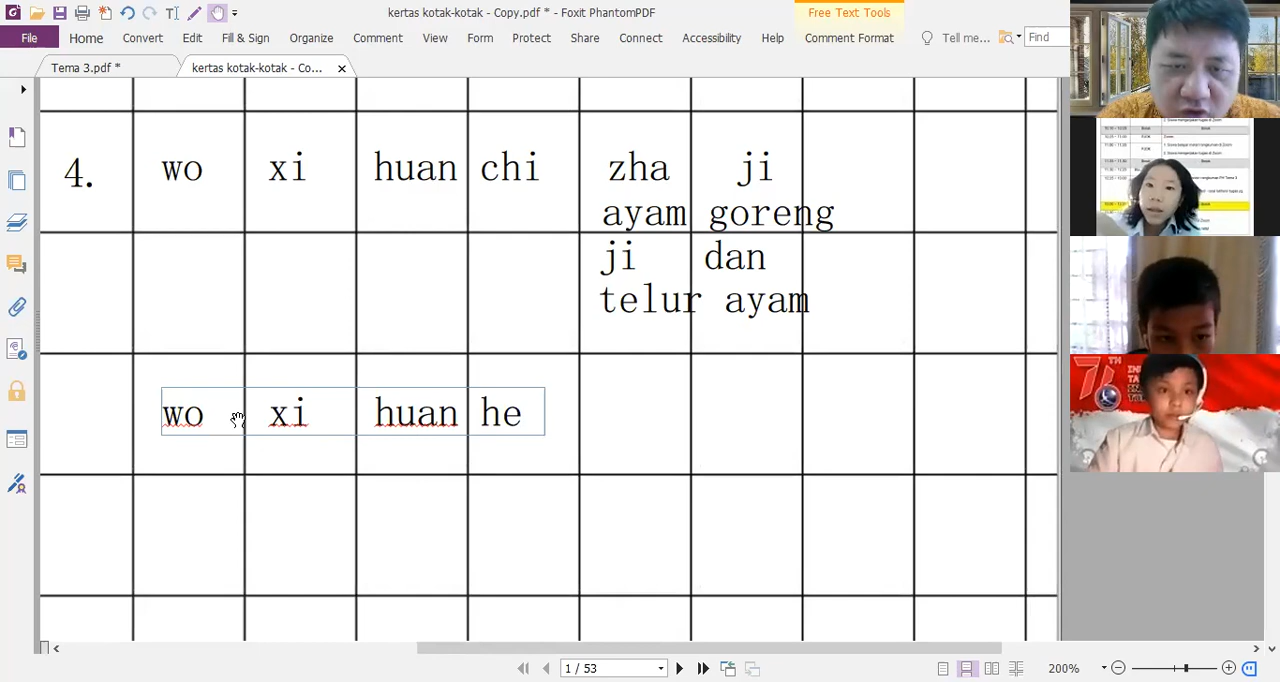 kertas kotak-kotak - Copy.pdf * - Foxit PhantomPDF
Free Text Tools
File Home Convert Edit Fill & Sign Organize Comment View Form Protect Share Connect Accessibility Help Comment Format Tell me... Find
Tema 3.pdf * kertas kotak-kotak - Co...
4. wo xi huan chi zha ji
ayam goreng
ji dan
telur ayam
wo xi huan he
1 / 53
200%